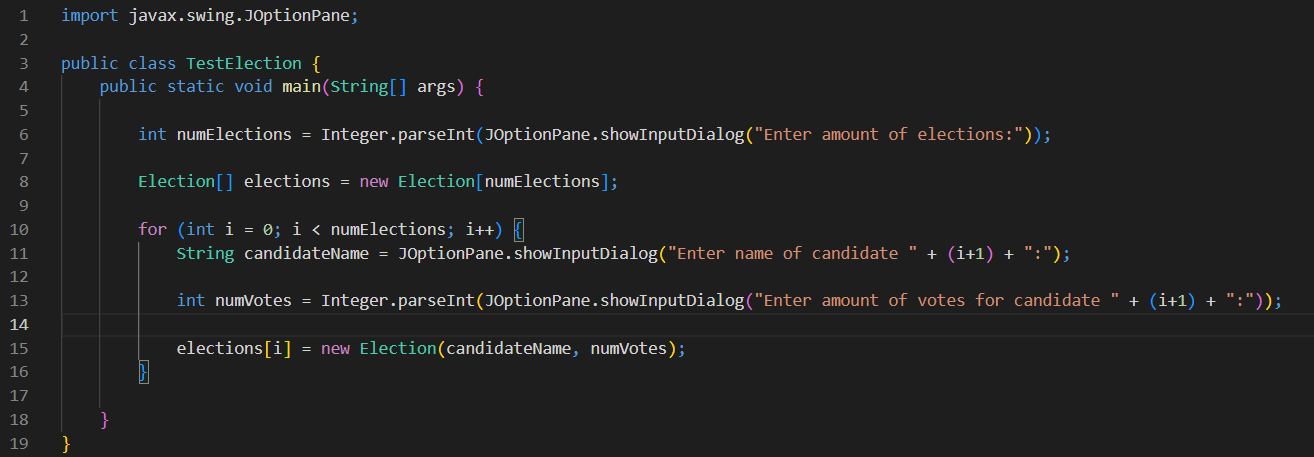 1 import javax.swing.JOptionPane;
2
3 public class TestElection {
4     public static void main(String[] args) {
5
6         int numElections = Integer.parseInt(JOptionPane.showInputDialog("Enter amount of elections:"));
7
8         Election[] elections = new Election[numElections];
9
10         for (int i = 0; i < numElections; i++) {
11             String candidateName = JOptionPane.showInputDialog("Enter name of candidate " + (i+1) + ":");
12
13             int numVotes = Integer.parseInt(JOptionPane.showInputDialog("Enter amount of votes for candidate " + (i+1) + ":"));
14
15             elections[i] = new Election(candidateName, numVotes);
16         }
17
18     }
19 }